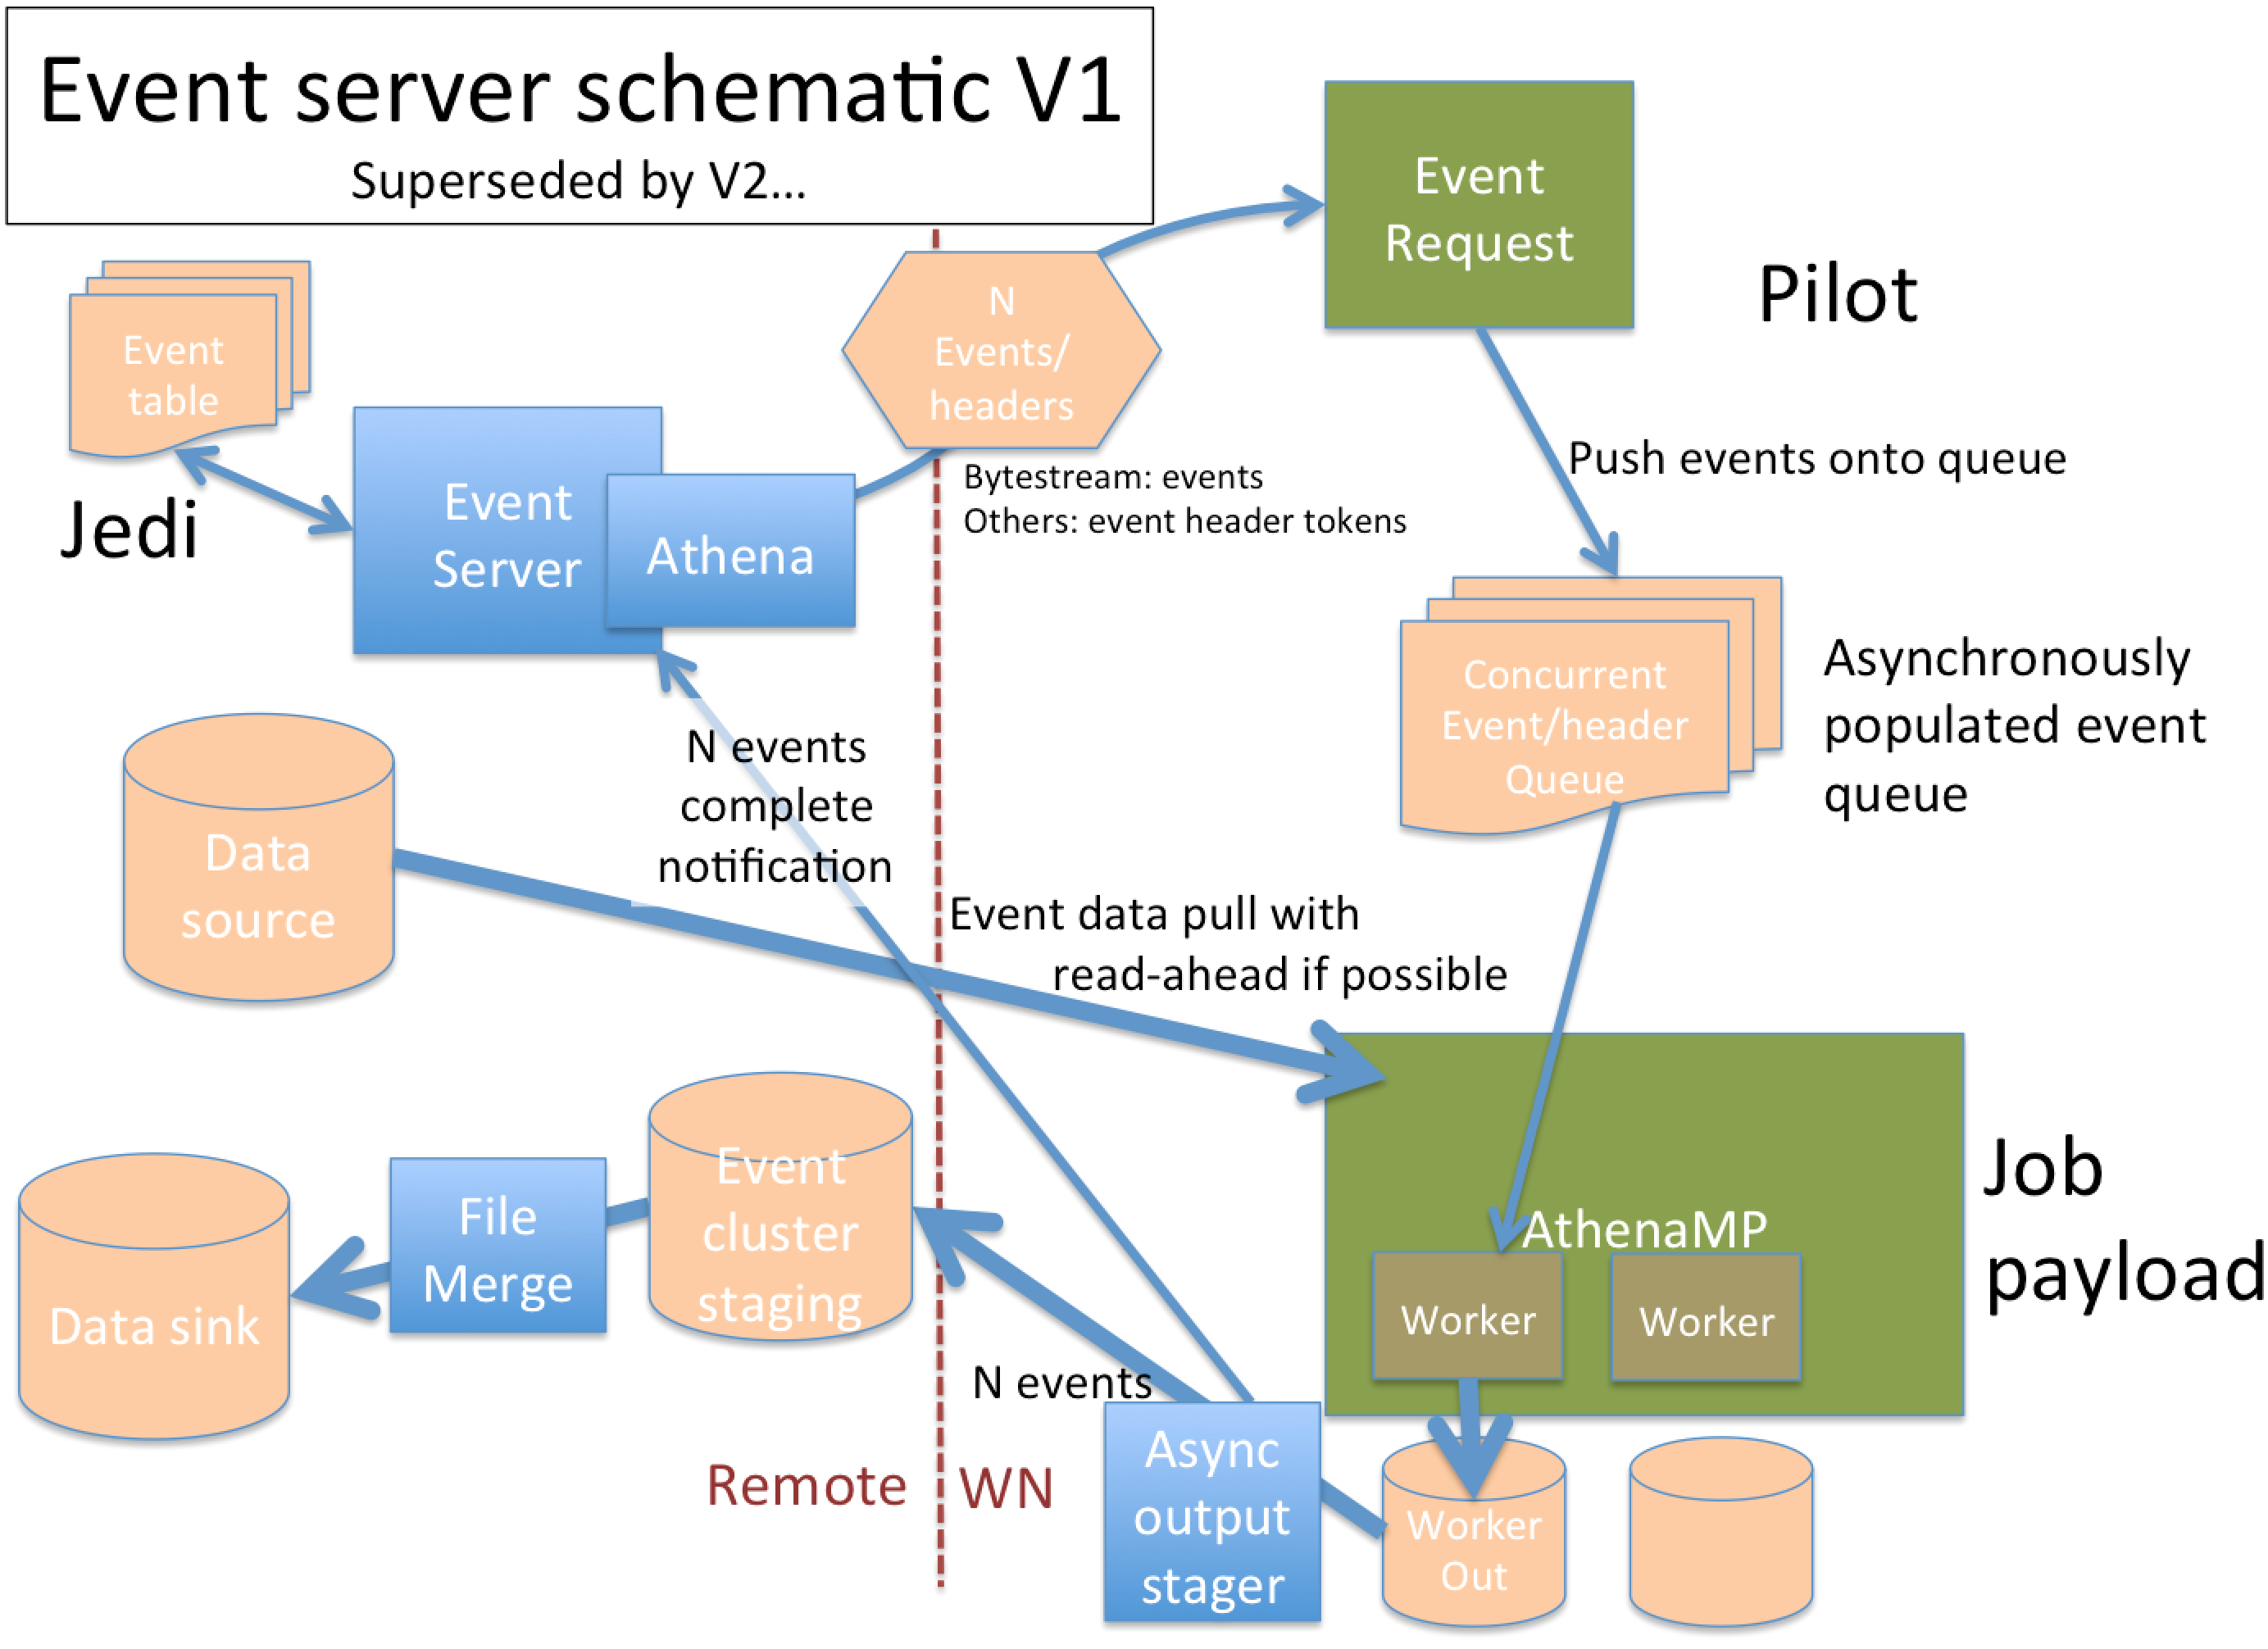 Event server schematic V1
Superseded by V2...
Event
Request
Pilot
N
Events/
headers
Event
table
Jedi
Event
Server
Athena
Bytestream: events
Others: event header tokens
Push events onto queue
Concurrent
Event/header
Queue
Asynchronously
populated event
queue
N events
complete
notification
Data
source
Event data pull with
read-ahead if possible
Event
cluster
staging
File
Merge
Data sink
AthenaMP
Worker
Worker
Job
payload
N events
Async
output
stager
Worker
Out
Remote
WN